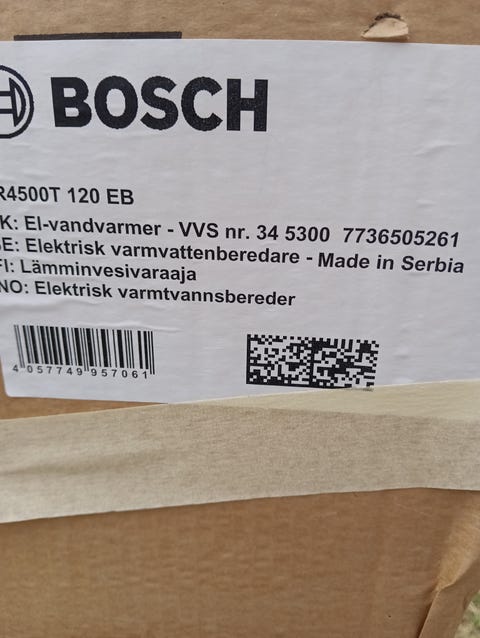 BOSCH
R4500T 120 EB
K: El-vandvarmer - VVS nr. 34 5300 7736505261
SE: Elektrisk varmvattenberedare - Made in Serbia
FI: Lämminvesivaraaja
NO: Elektrisk varmtvannsbereder
4 057749 957061